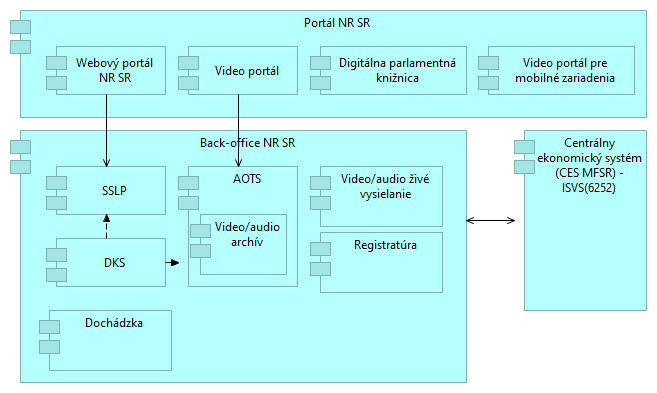 Portál NR SR
Webový portál
NR SR
Video portál
Digitálna parlamentná
knižnica
Video portál pre
mobilné zariadenia
Back-office NR SR
SSLP
AOTS
Video/audio živé
vysielanie
Video/audio
archív
Registratúra
DKS
Dochádzka
Centrálny
ekonomický systém
(CES MFSR) -
ISVS(6252)